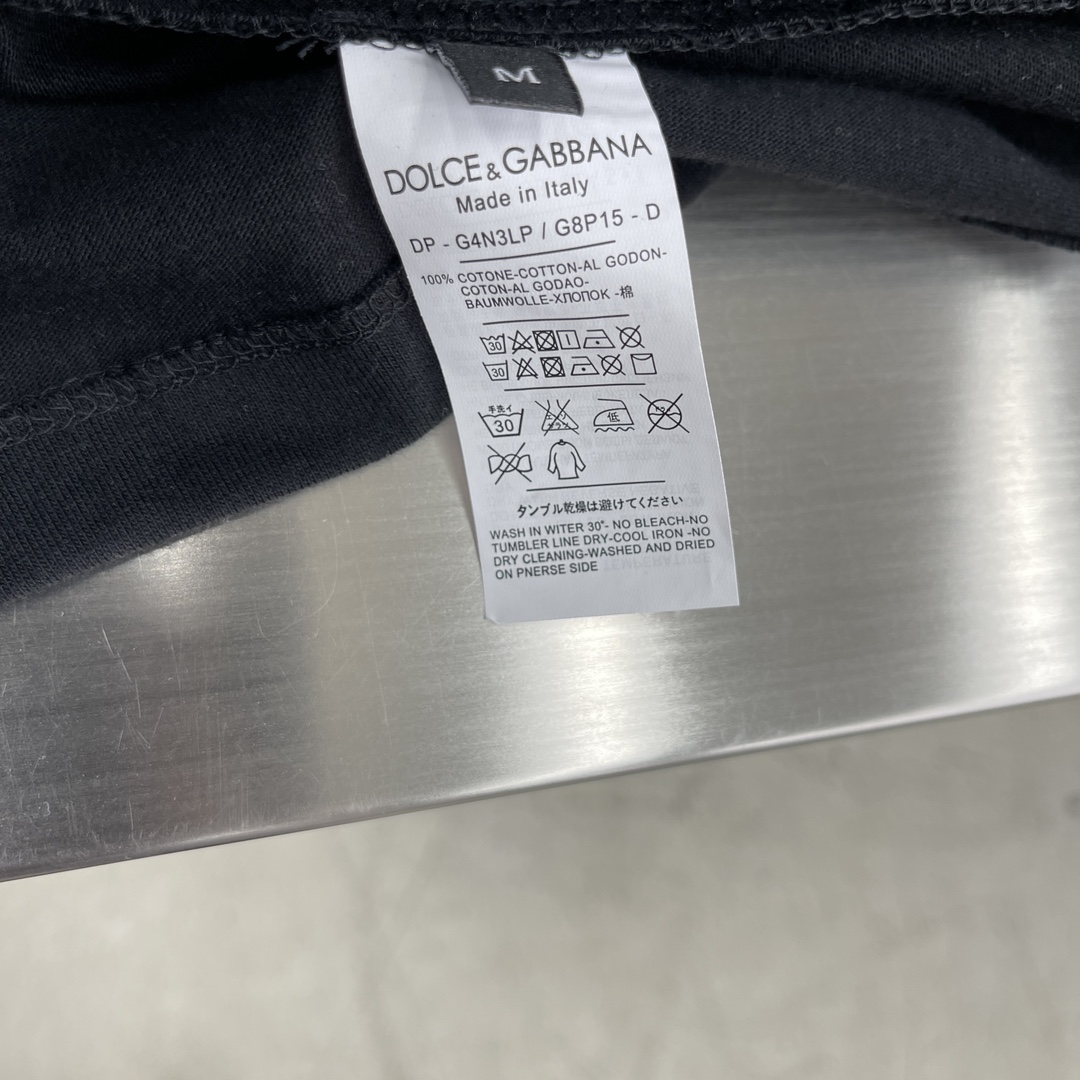 M
DOLCE & GABBANA
Made in Italy
DP - G4N3LP / G8P15 - D
100% COTONE-COTTON-AL GODON-
COTON-AL GODAO-
BAUMWOLLE-ХЛОПОК -棉
30
30
手洗イ
30
低
タンブル乾燥は避けてください
WASH IN WITER 30°- NO BLEACH-NO
TUMBLER LINE DRY-COOL IRON -NO
DRY CLEANING-WASHED AND DRIED
ON PNERSE SIDE